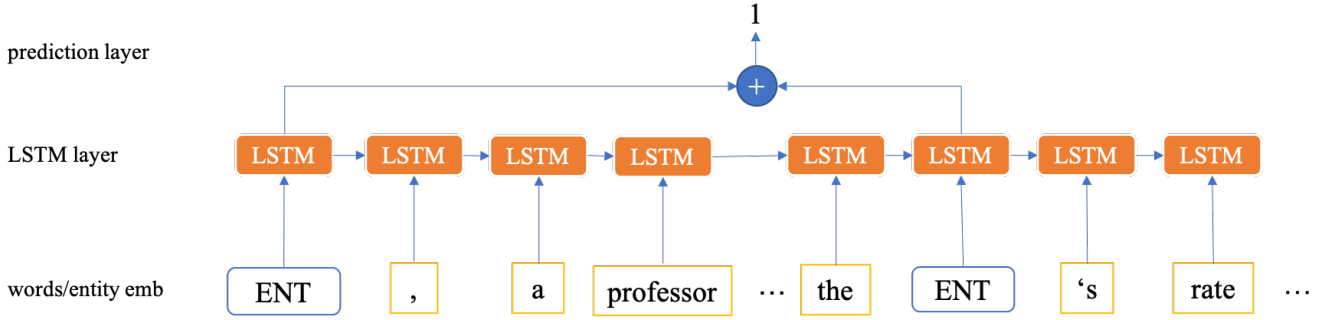 1
prediction layer
+
LSTM layer LSTM LSTM LSTM LSTM LSTM LSTM LSTM LSTM
words/entity emb ENT , a professor ... the ENT ‘s rate ...